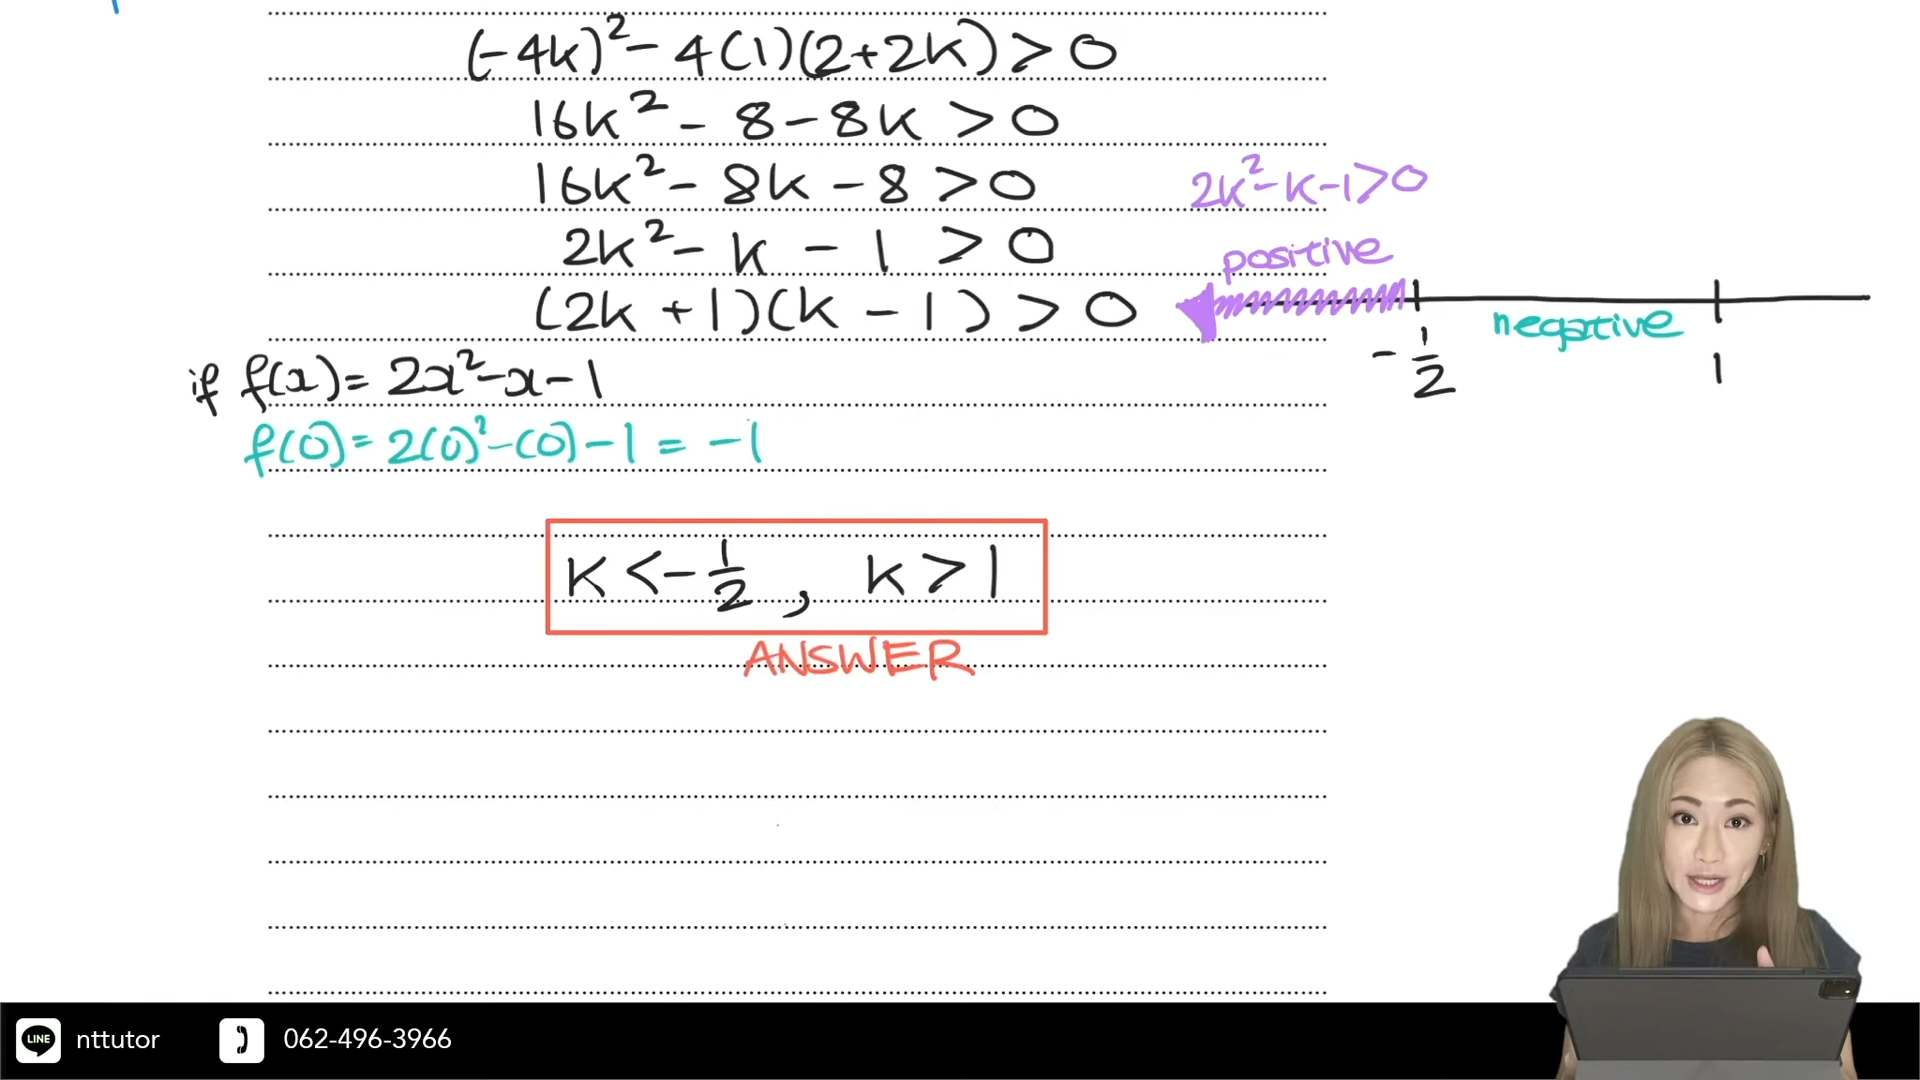 (-4k)² - 4(1)(2+2k) > 0
16k² - 8 - 8k > 0
16k² - 8k - 8 > 0
2k² - k - 1 > 0
(2k + 1)(k - 1) > 0
if f(x) = 2x² - x - 1
f(0) = 2(0)² - (0) - 1 = -1
k < -1/2 , k > 1
ANSWER
2k² - k - 1 > 0
positive
negative
-1/2
1
LINE nttutor 062-496-3966